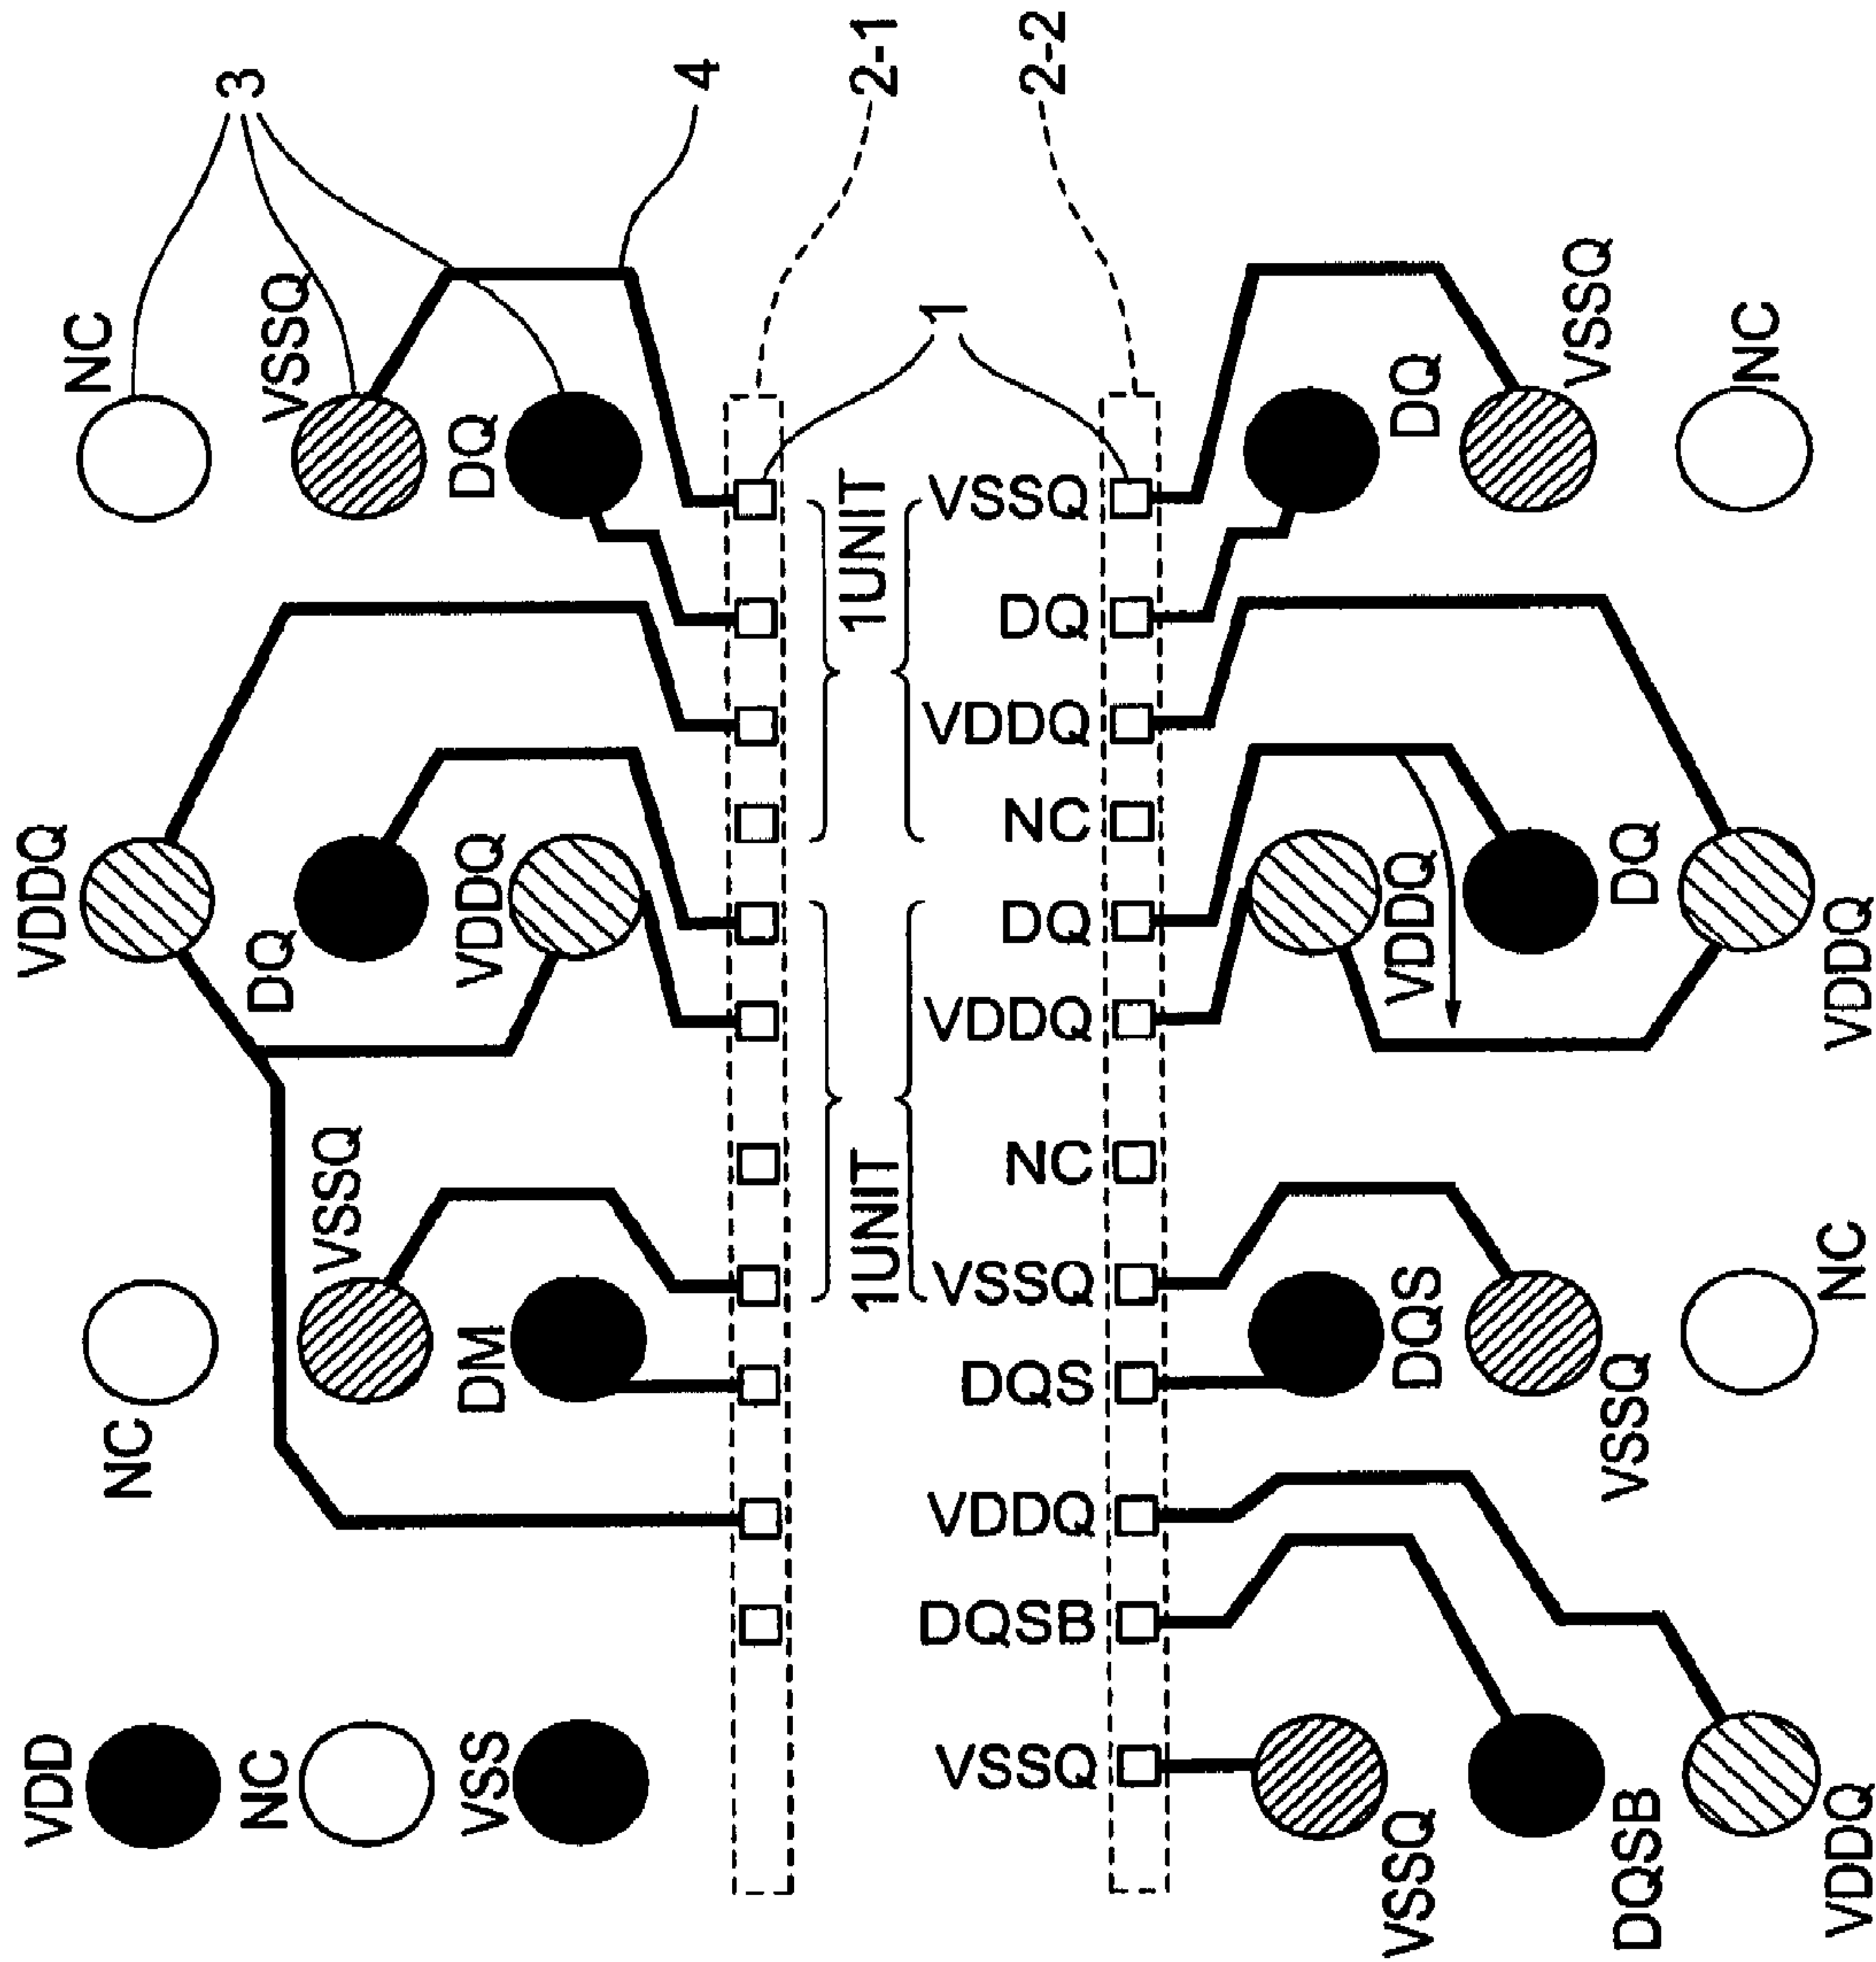 3
4
2-1
2-2
1
NC
VSSQ
DQ
VDDQ
DQ
VDDQ
NC
VSSQ
DM
VDD
NC
VSS
1UNIT
1UNIT
VSSQ
DQ
VDDQ
NC
DQ
VDDQ
NC
VSSQ
DQS
VDDQ
DQSB
VSSQ
DQ
VSSQ
NC
VDDQ
DQ
VDDQ
DQS
VSSQ
NC
VSSQ
DQSB
VDDQ